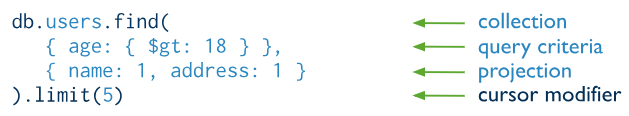 db.users.find( collection
{ age: { $gt: 18 } }, query criteria
{ name: 1, address: 1 } projection
).limit(5) cursor modifier